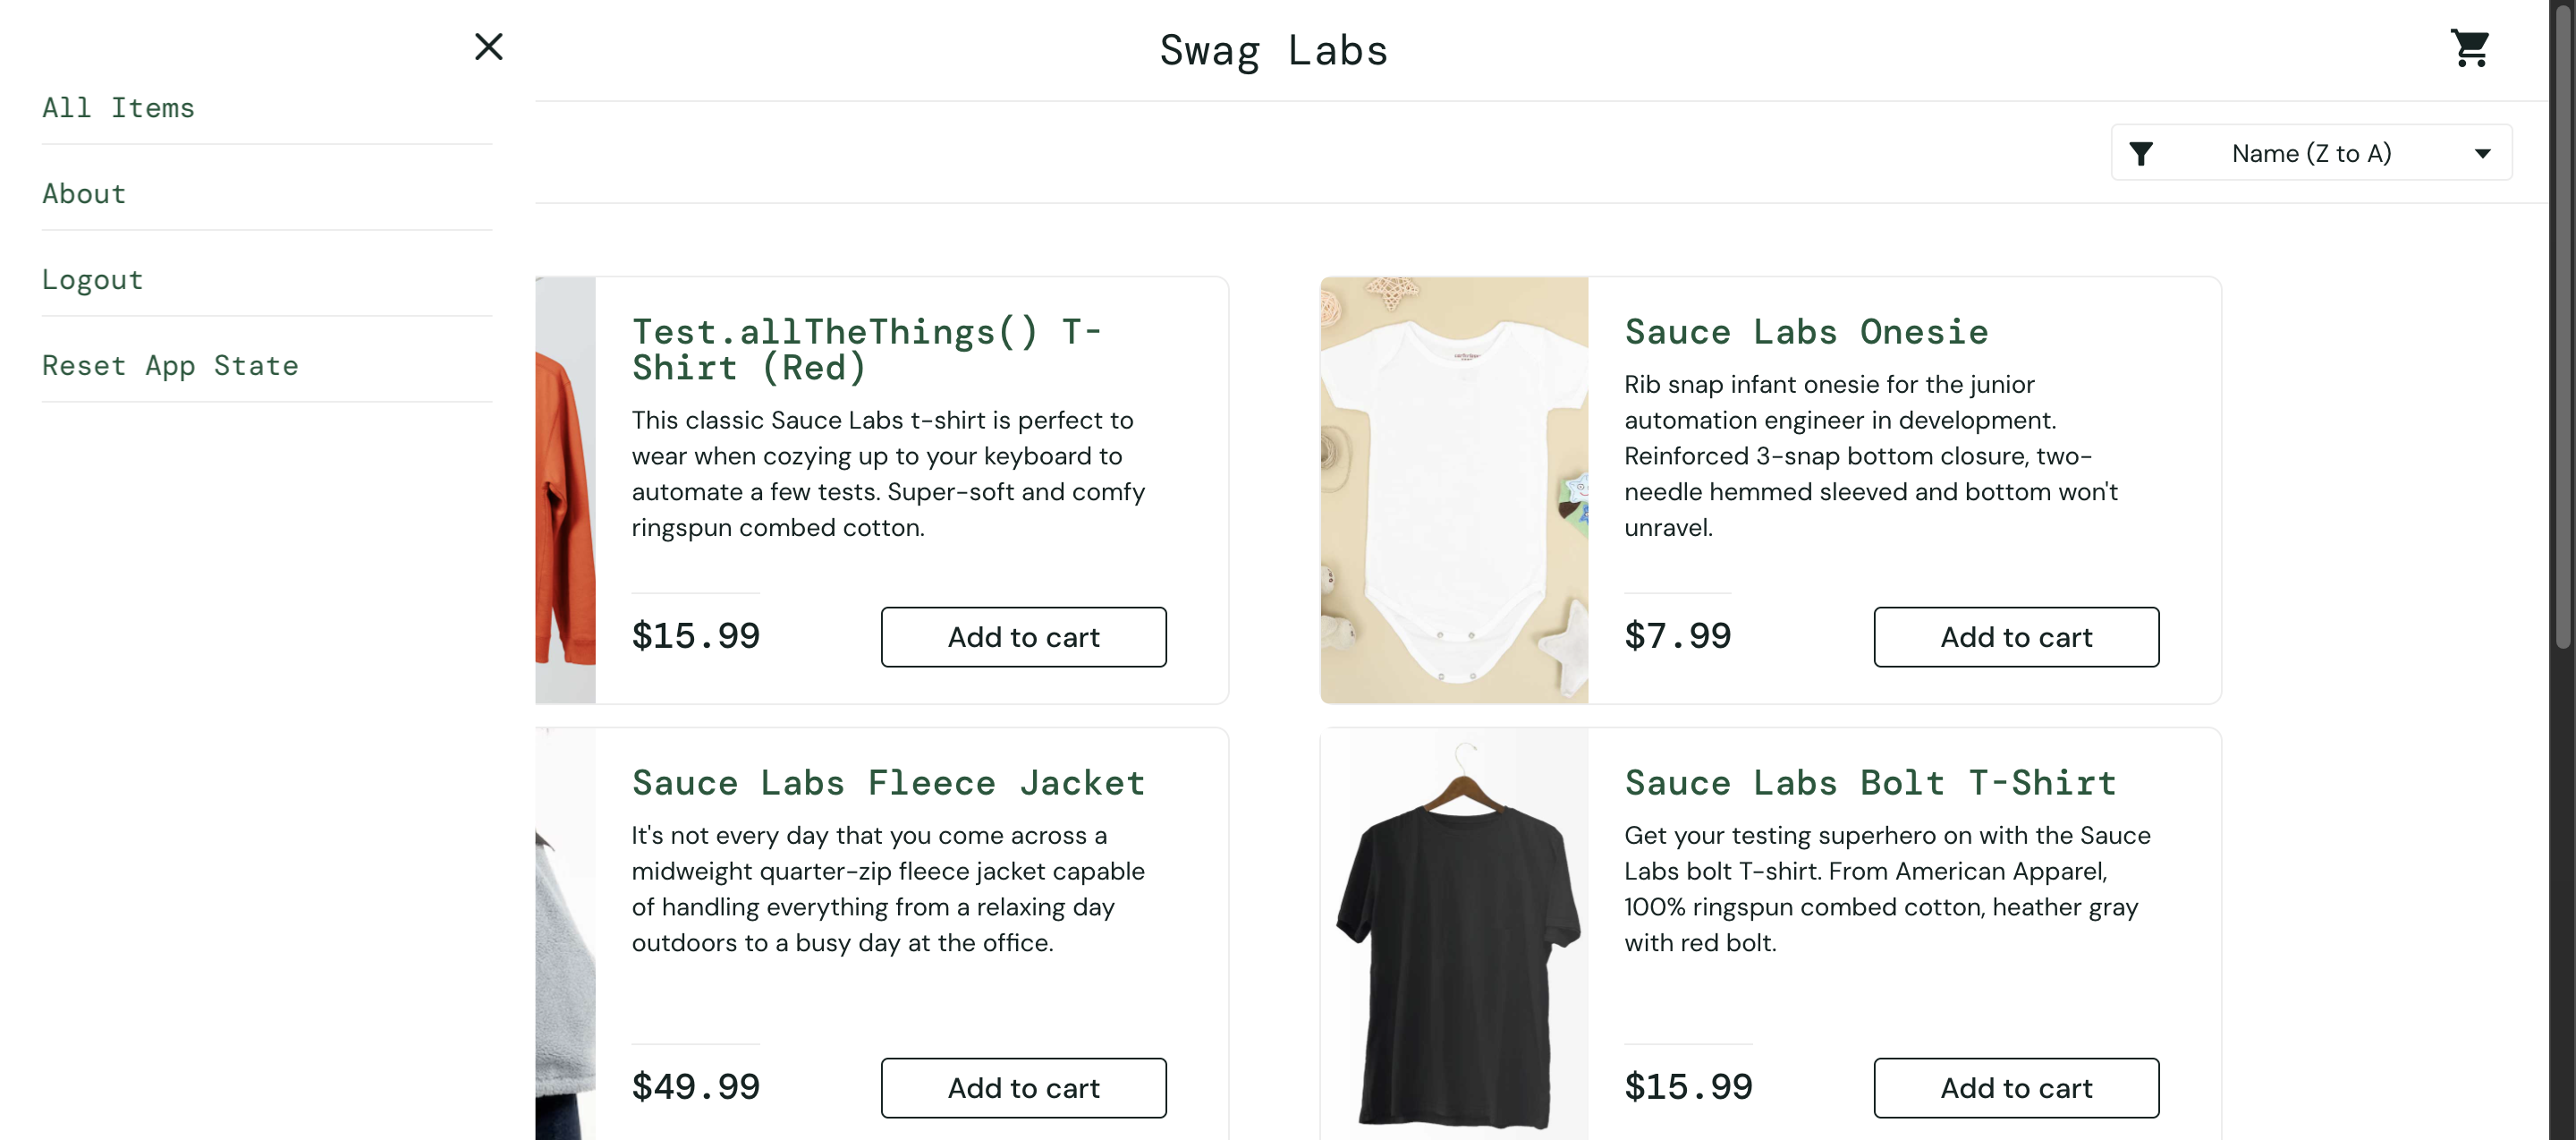 Swag Labs
All Items
About
Logout
Reset App State
Name (Z to A)
Test.allTheThings() T-
Shirt (Red)
This classic Sauce Labs t-shirt is perfect to
wear when cozying up to your keyboard to
automate a few tests. Super-soft and comfy
ringspun combed cotton.
$15.99
Add to cart
Sauce Labs Onesie
Rib snap infant onesie for the junior
automation engineer in development.
Reinforced 3-snap bottom closure, two-
needle hemmed sleeved and bottom won't
unravel.
$7.99
Add to cart
Sauce Labs Fleece Jacket
It's not every day that you come across a
midweight quarter-zip fleece jacket capable
of handling everything from a relaxing day
outdoors to a busy day at the office.
$49.99
Add to cart
Sauce Labs Bolt T-Shirt
Get your testing superhero on with the Sauce
Labs bolt T-shirt. From American Apparel,
100% ringspun combed cotton, heather gray
with red bolt.
$15.99
Add to cart